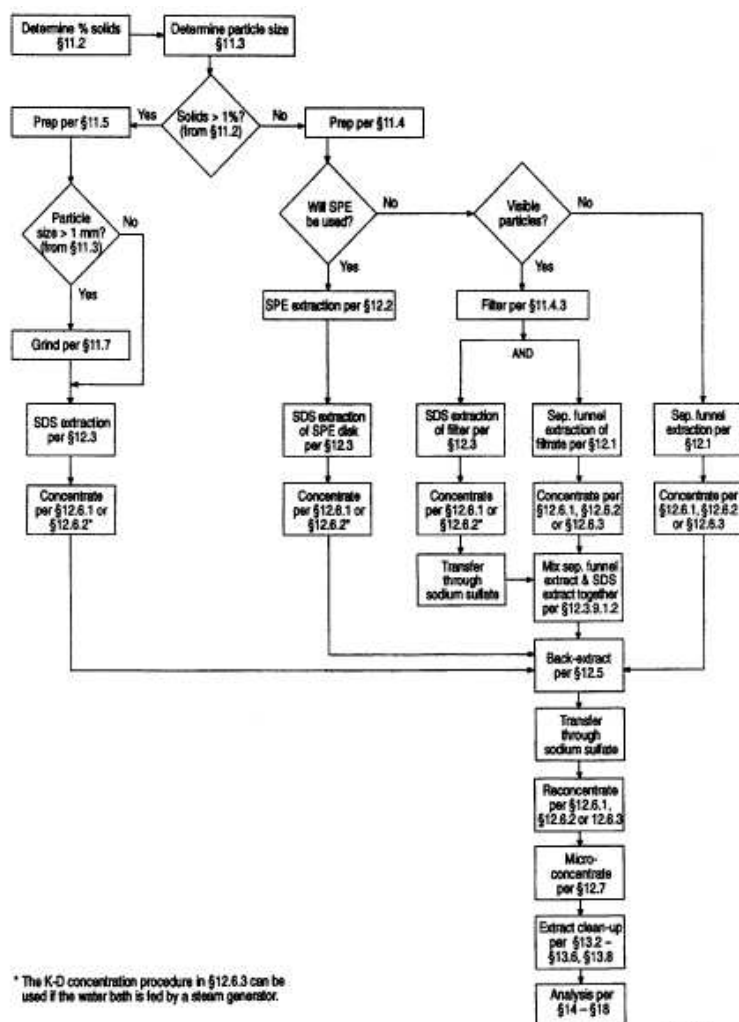 Determine % solids
§11.2
Determine particle size
§11.3
Solids > 1%?
(from §11.2)
Yes
No
Prep per §11.5
Prep per §11.4
Particle
size > 1 mm?
(from §11.3)
No
Yes
Will SPE
be used?
No
Yes
Visible
particles?
No
Yes
Grind per §11.7
SPE extraction per §12.2
Filter per §11.4.3
AND
SDS extraction
per §12.3
SDS extraction
of SPE disk
per §12.3
SDS extraction
of filter per
§12.3
Sep. funnel
extraction of
filtrate per §12.1
Sep. funnel
extraction per
§12.1
Concentrate
per §12.6.1 or
§12.6.2*
Concentrate
per §12.6.1 or
§12.6.2*
Concentrate
per §12.6.1 or
§12.6.2*
Concentrate per
§12.6.1, §12.6.2
or §12.6.3
Concentrate per
§12.6.1, §12.6.2
or §12.6.3
Transfer
through
sodium sulfate
Mix sep. funnel
extract & SDS
extract together
per §12.3.9.1.2
Back-extract
per §12.5
Transfer
through
sodium sulfate
Reconcentrate
per §12.6.1,
§12.6.2 or 12.6.3
Micro-
concentrate
per §12.7
Extract clean-up
per §13.2 –
§13.6, §13.8
Analysis per
§14 – §18
* The K-D concentration procedure in §12.6.3 can be
used if the water bath is fed by a steam generator.